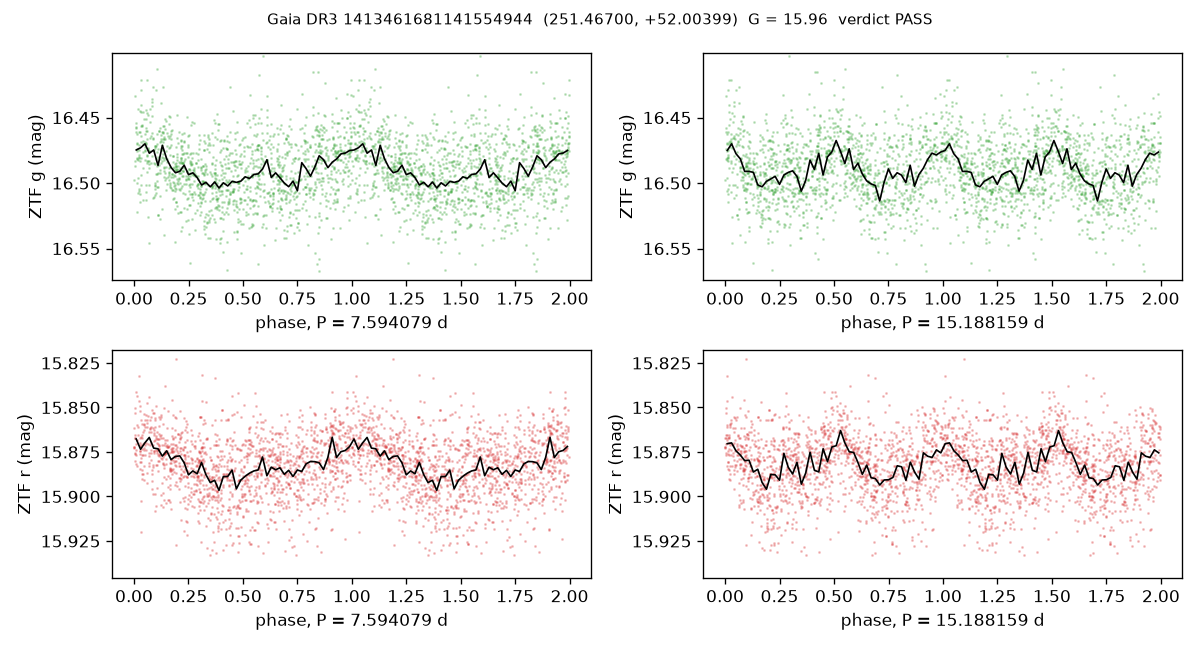 Gaia DR3 1413461681141554944 (251.46700, +52.00399) G = 15.96 verdict PASS
ZTF g (mag)
16.45
16.50
16.55
0.00 0.25 0.50 0.75 1.00 1.25 1.50 1.75 2.00
phase, P = 7.594079 d
ZTF g (mag)
16.45
16.50
16.55
0.00 0.25 0.50 0.75 1.00 1.25 1.50 1.75 2.00
phase, P = 15.188159 d
ZTF r (mag)
15.825
15.850
15.875
15.900
15.925
0.00 0.25 0.50 0.75 1.00 1.25 1.50 1.75 2.00
phase, P = 7.594079 d
ZTF r (mag)
15.825
15.850
15.875
15.900
15.925
0.00 0.25 0.50 0.75 1.00 1.25 1.50 1.75 2.00
phase, P = 15.188159 d